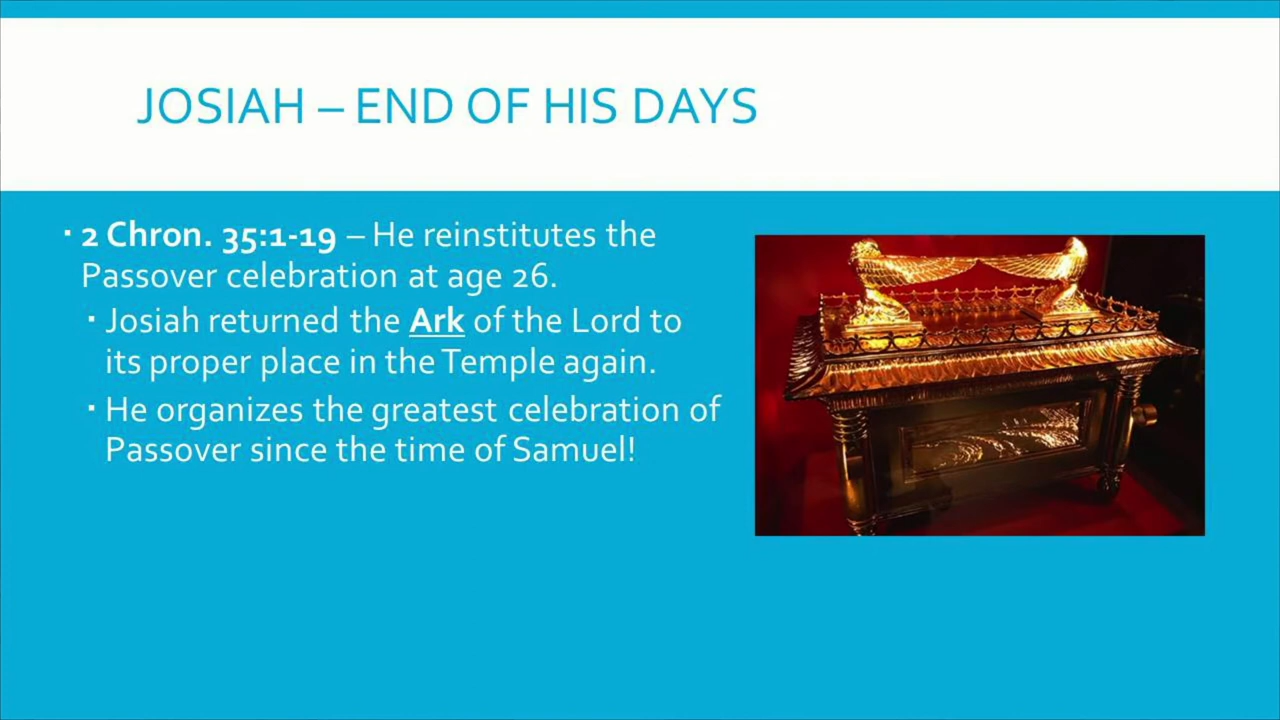 JOSIAH – END OF HIS DAYS
▪ 2 Chron. 35:1-19 – He reinstitutes the
Passover celebration at age 26.
▪ Josiah returned the Ark of the Lord to
its proper place in the Temple again.
▪ He organizes the greatest celebration of
Passover since the time of Samuel!